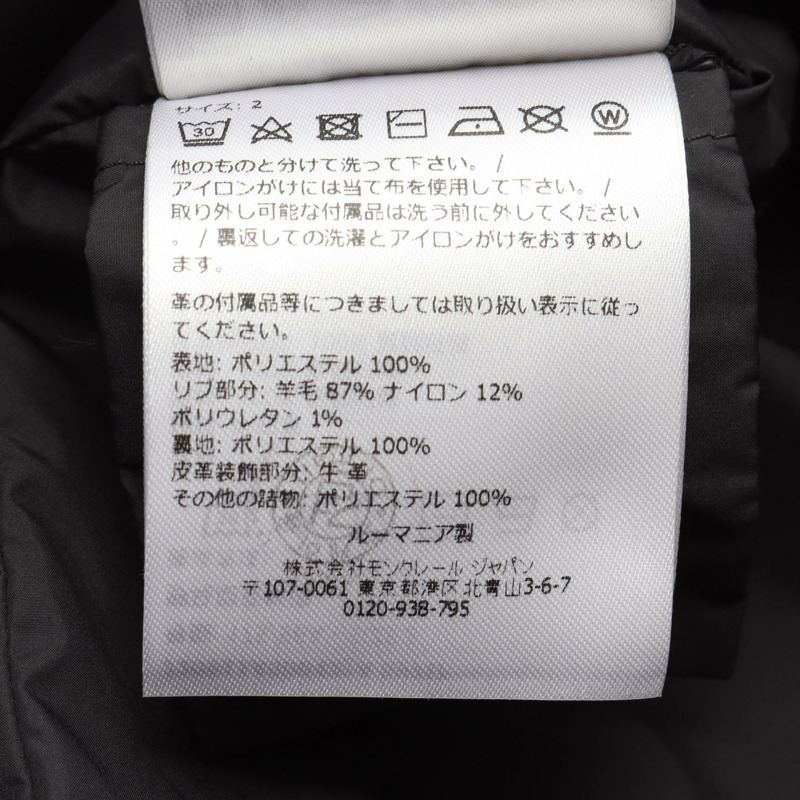 サイズ: 2
30
W
他のものと分けて洗って下さい。 /
アイロンがけには当て布を使用して下さい。 /
取り外し可能な付属品は洗う前に外してください
。 / 裏返しての洗濯とアイロンがけをおすすめし
ます。
革の付属品等につきましては取り扱い表示に従っ
てください。
表地: ポリエステル 100%
リブ部分: 羊毛 87% ナイロン 12%
ポリウレタン 1%
裏地: ポリエステル 100%
皮革装飾部分: 牛 革
その他の詰物: ポリエステル 100%
ルーマニア製
株式会社モンクレール ジャパン
〒107-0061 東京都港区北青山3-6-7
0120-938-795